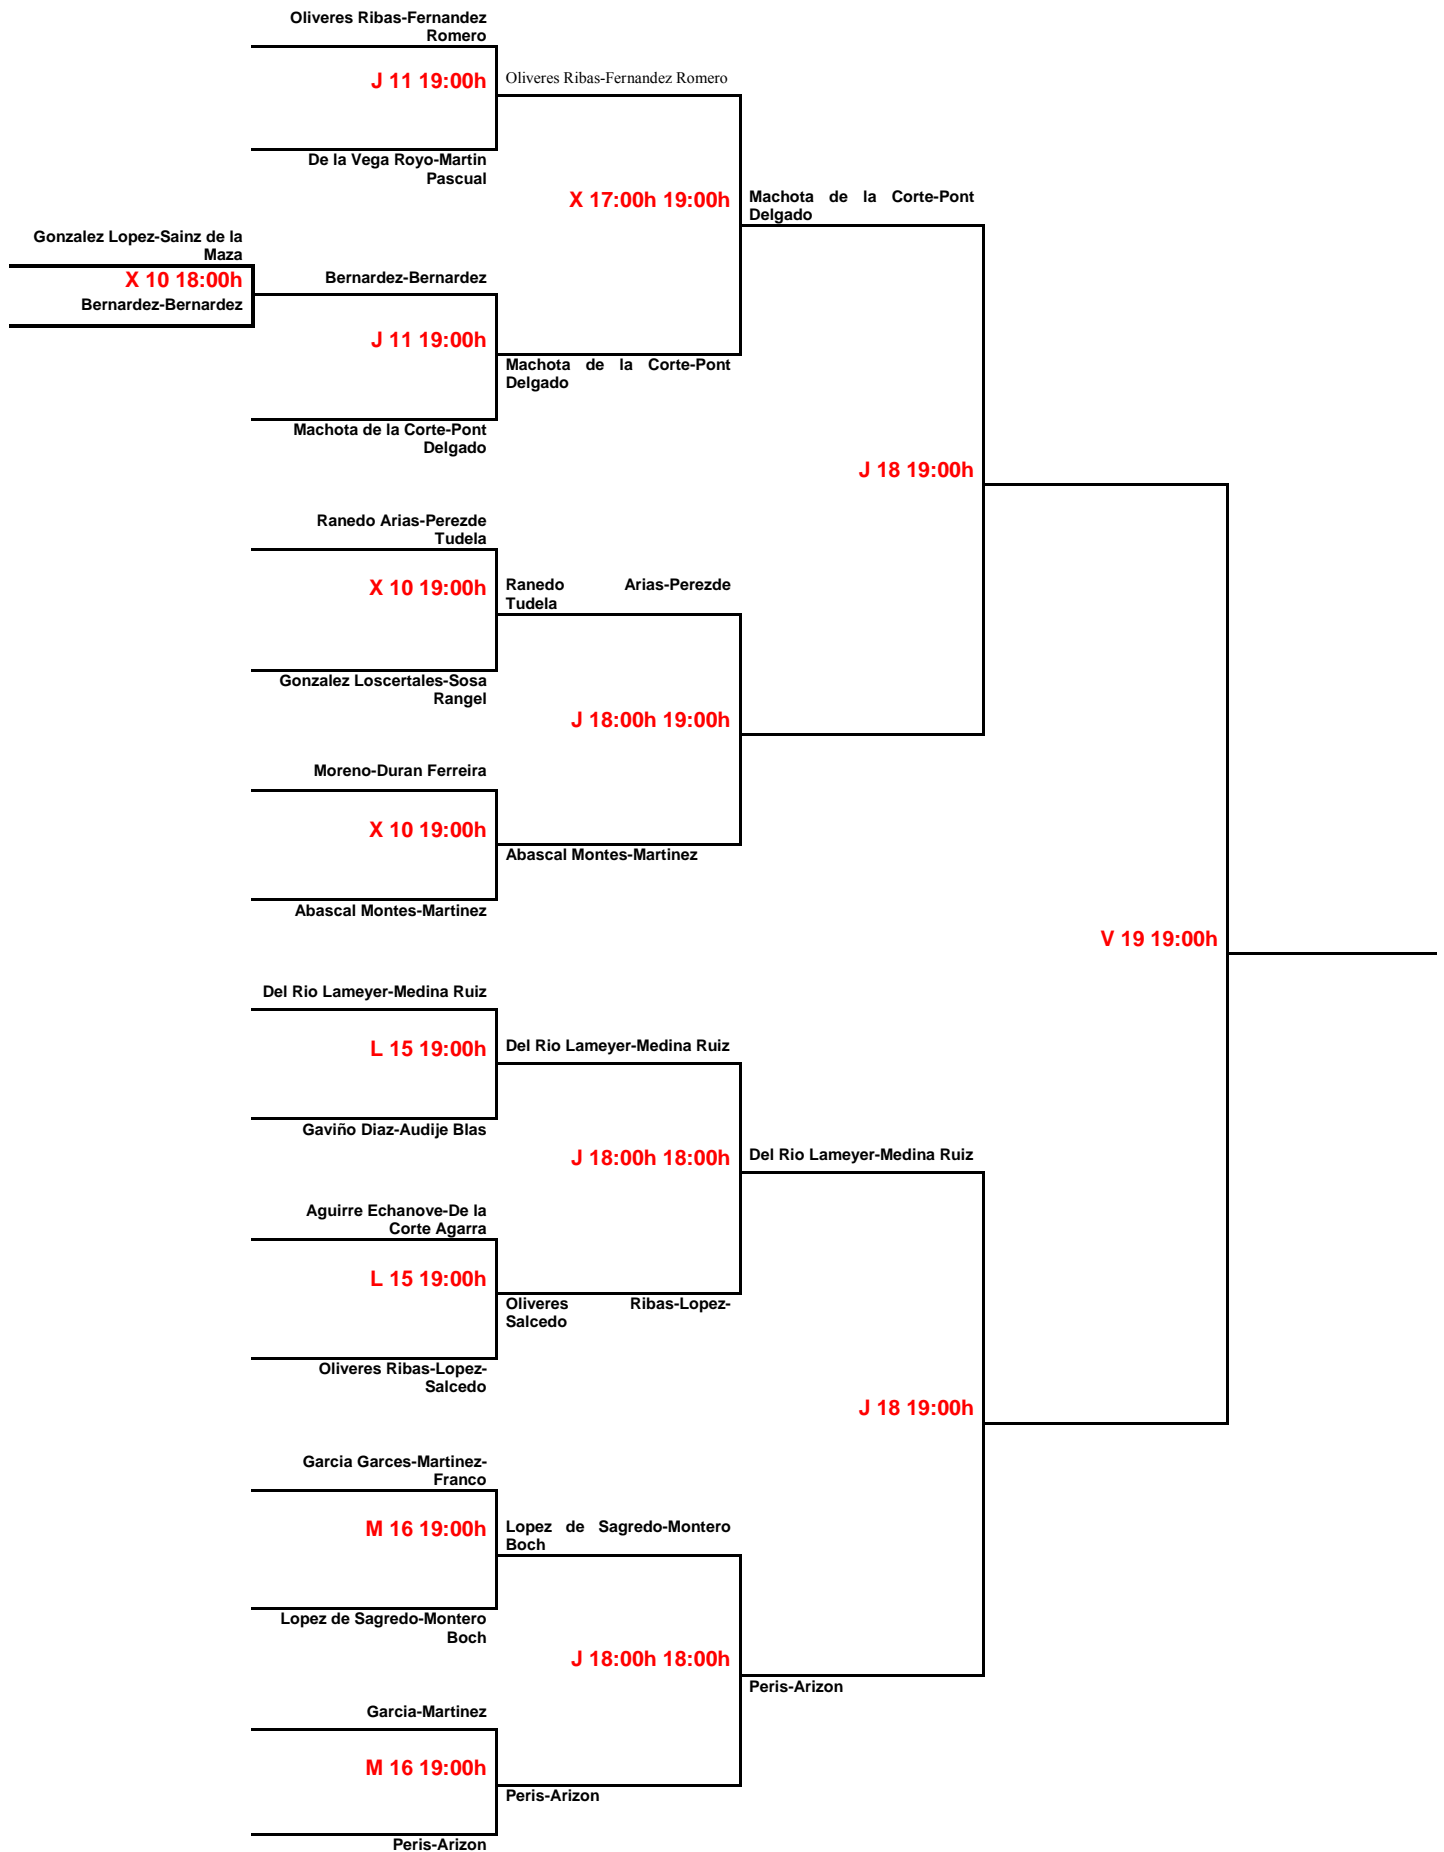 Oliveres Ribas-Fernandez
Romero
J 11 19:00h
Oliveres Ribas-Fernandez Romero
De la Vega Royo-Martin
Pascual
X 17:00h 19:00h
Machota de la Corte-Pont
Delgado
Gonzalez Lopez-Sainz de la
Maza
X 10 18:00h
Bernardez-Bernardez
Bernardez-Bernardez
J 11 19:00h
Machota de la Corte-Pont
Delgado
Machota de la Corte-Pont
Delgado
J 18 19:00h
Ranedo Arias-Perezde
Tudela
X 10 19:00h
Ranedo Arias-Perezde
Tudela
Gonzalez Loscertales-Sosa
Rangel
J 18:00h 19:00h
Moreno-Duran Ferreira
X 10 19:00h
Abascal Montes-Martinez
Abascal Montes-Martinez
V 19 19:00h
Del Rio Lameyer-Medina Ruiz
L 15 19:00h
Del Rio Lameyer-Medina Ruiz
Gaviño Diaz-Audije Blas
J 18:00h 18:00h
Del Rio Lameyer-Medina Ruiz
Aguirre Echanove-De la
Corte Agarra
L 15 19:00h
Oliveres Ribas-Lopez-
Salcedo
Oliveres Ribas-Lopez-
Salcedo
J 18 19:00h
Garcia Garces-Martinez-
Franco
M 16 19:00h
Lopez de Sagredo-Montero
Boch
Lopez de Sagredo-Montero
Boch
J 18:00h 18:00h
Peris-Arizon
Garcia-Martinez
M 16 19:00h
Peris-Arizon
Peris-Arizon